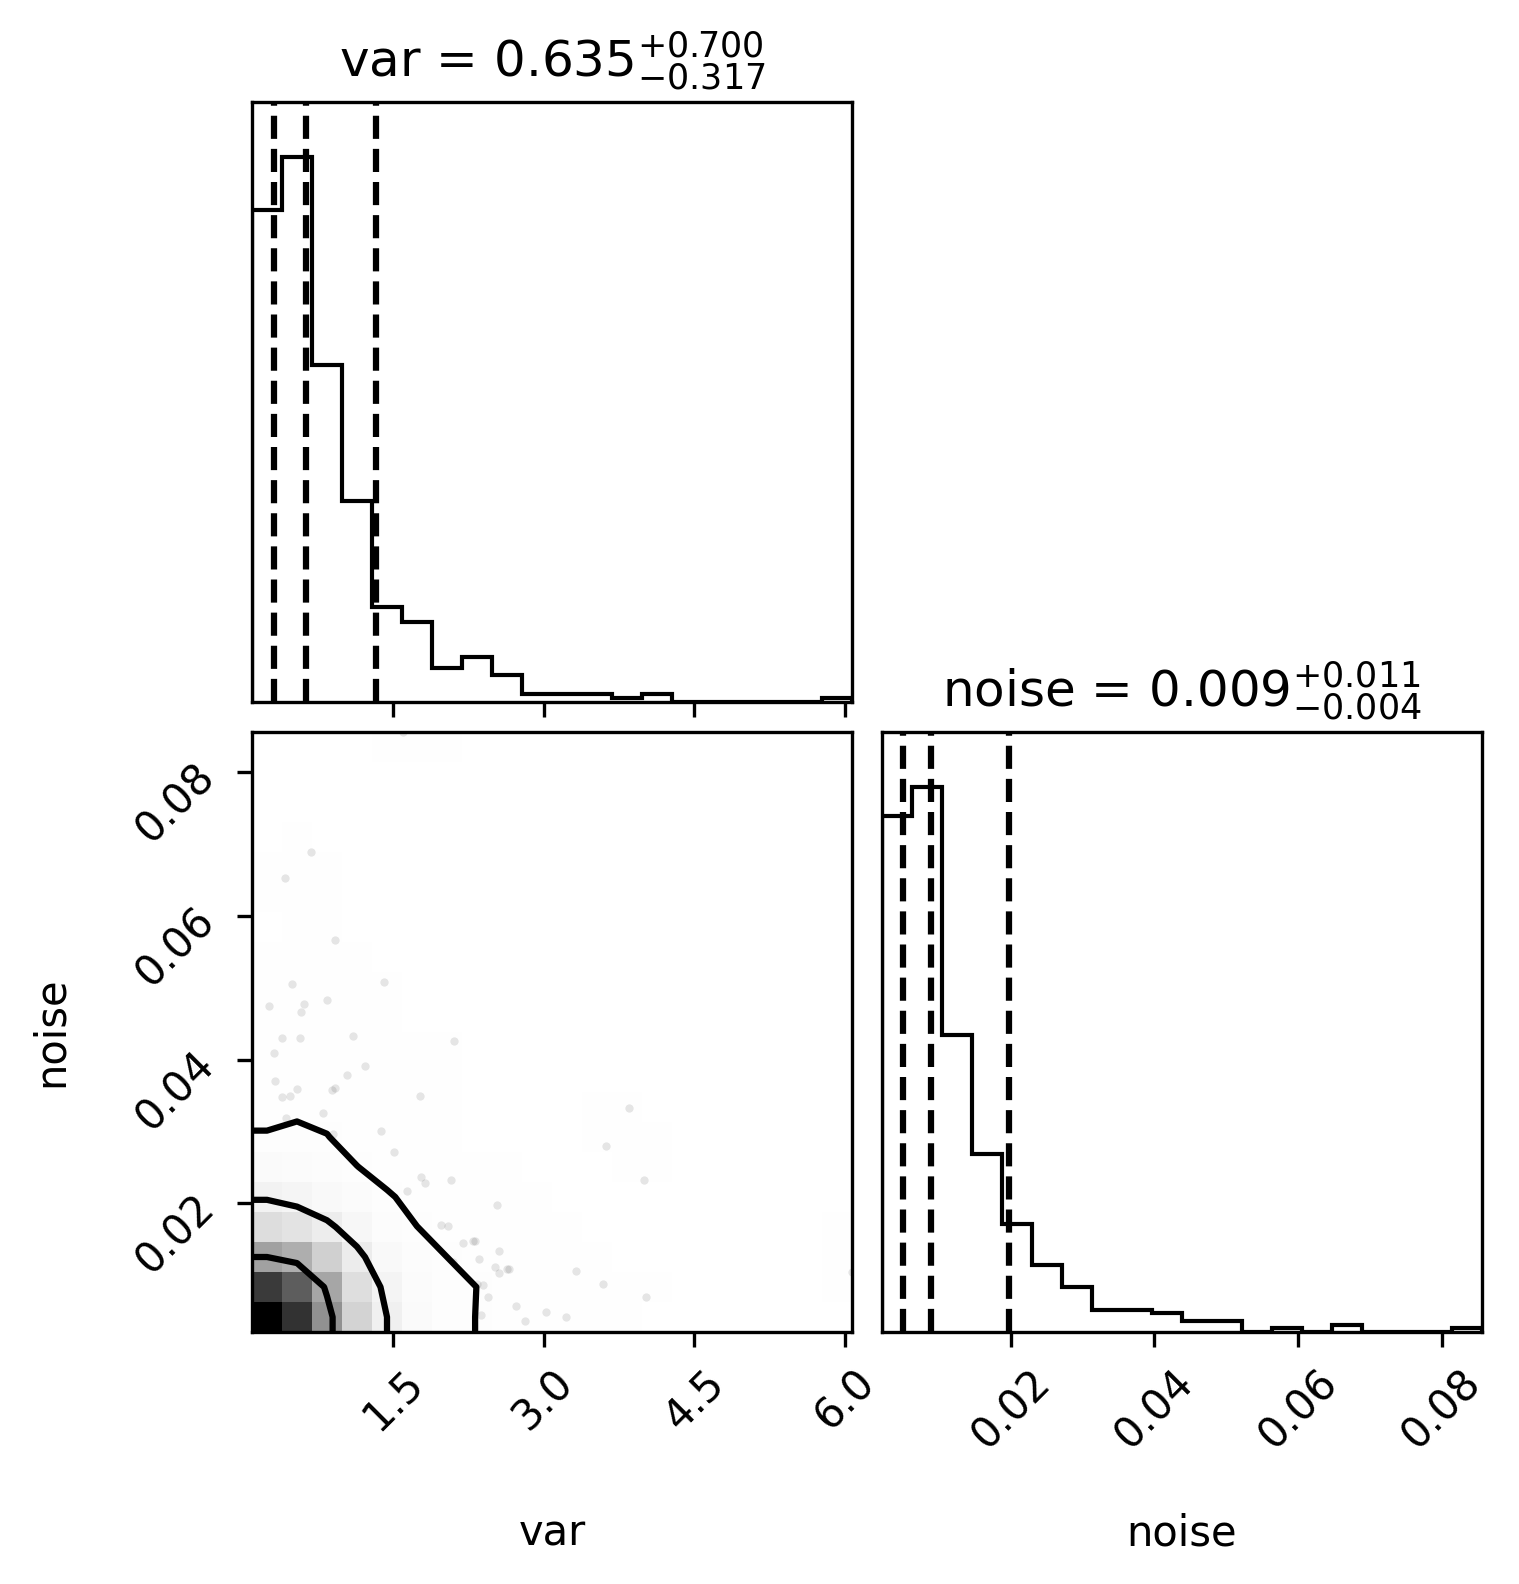 var = 0.635 +0.700 −0.317
noise = 0.009 +0.011 −0.004
0.08
0.06
0.04
0.02
noise
1.5 3.0 4.5 6.0
0.02 0.04 0.06 0.08
var
noise